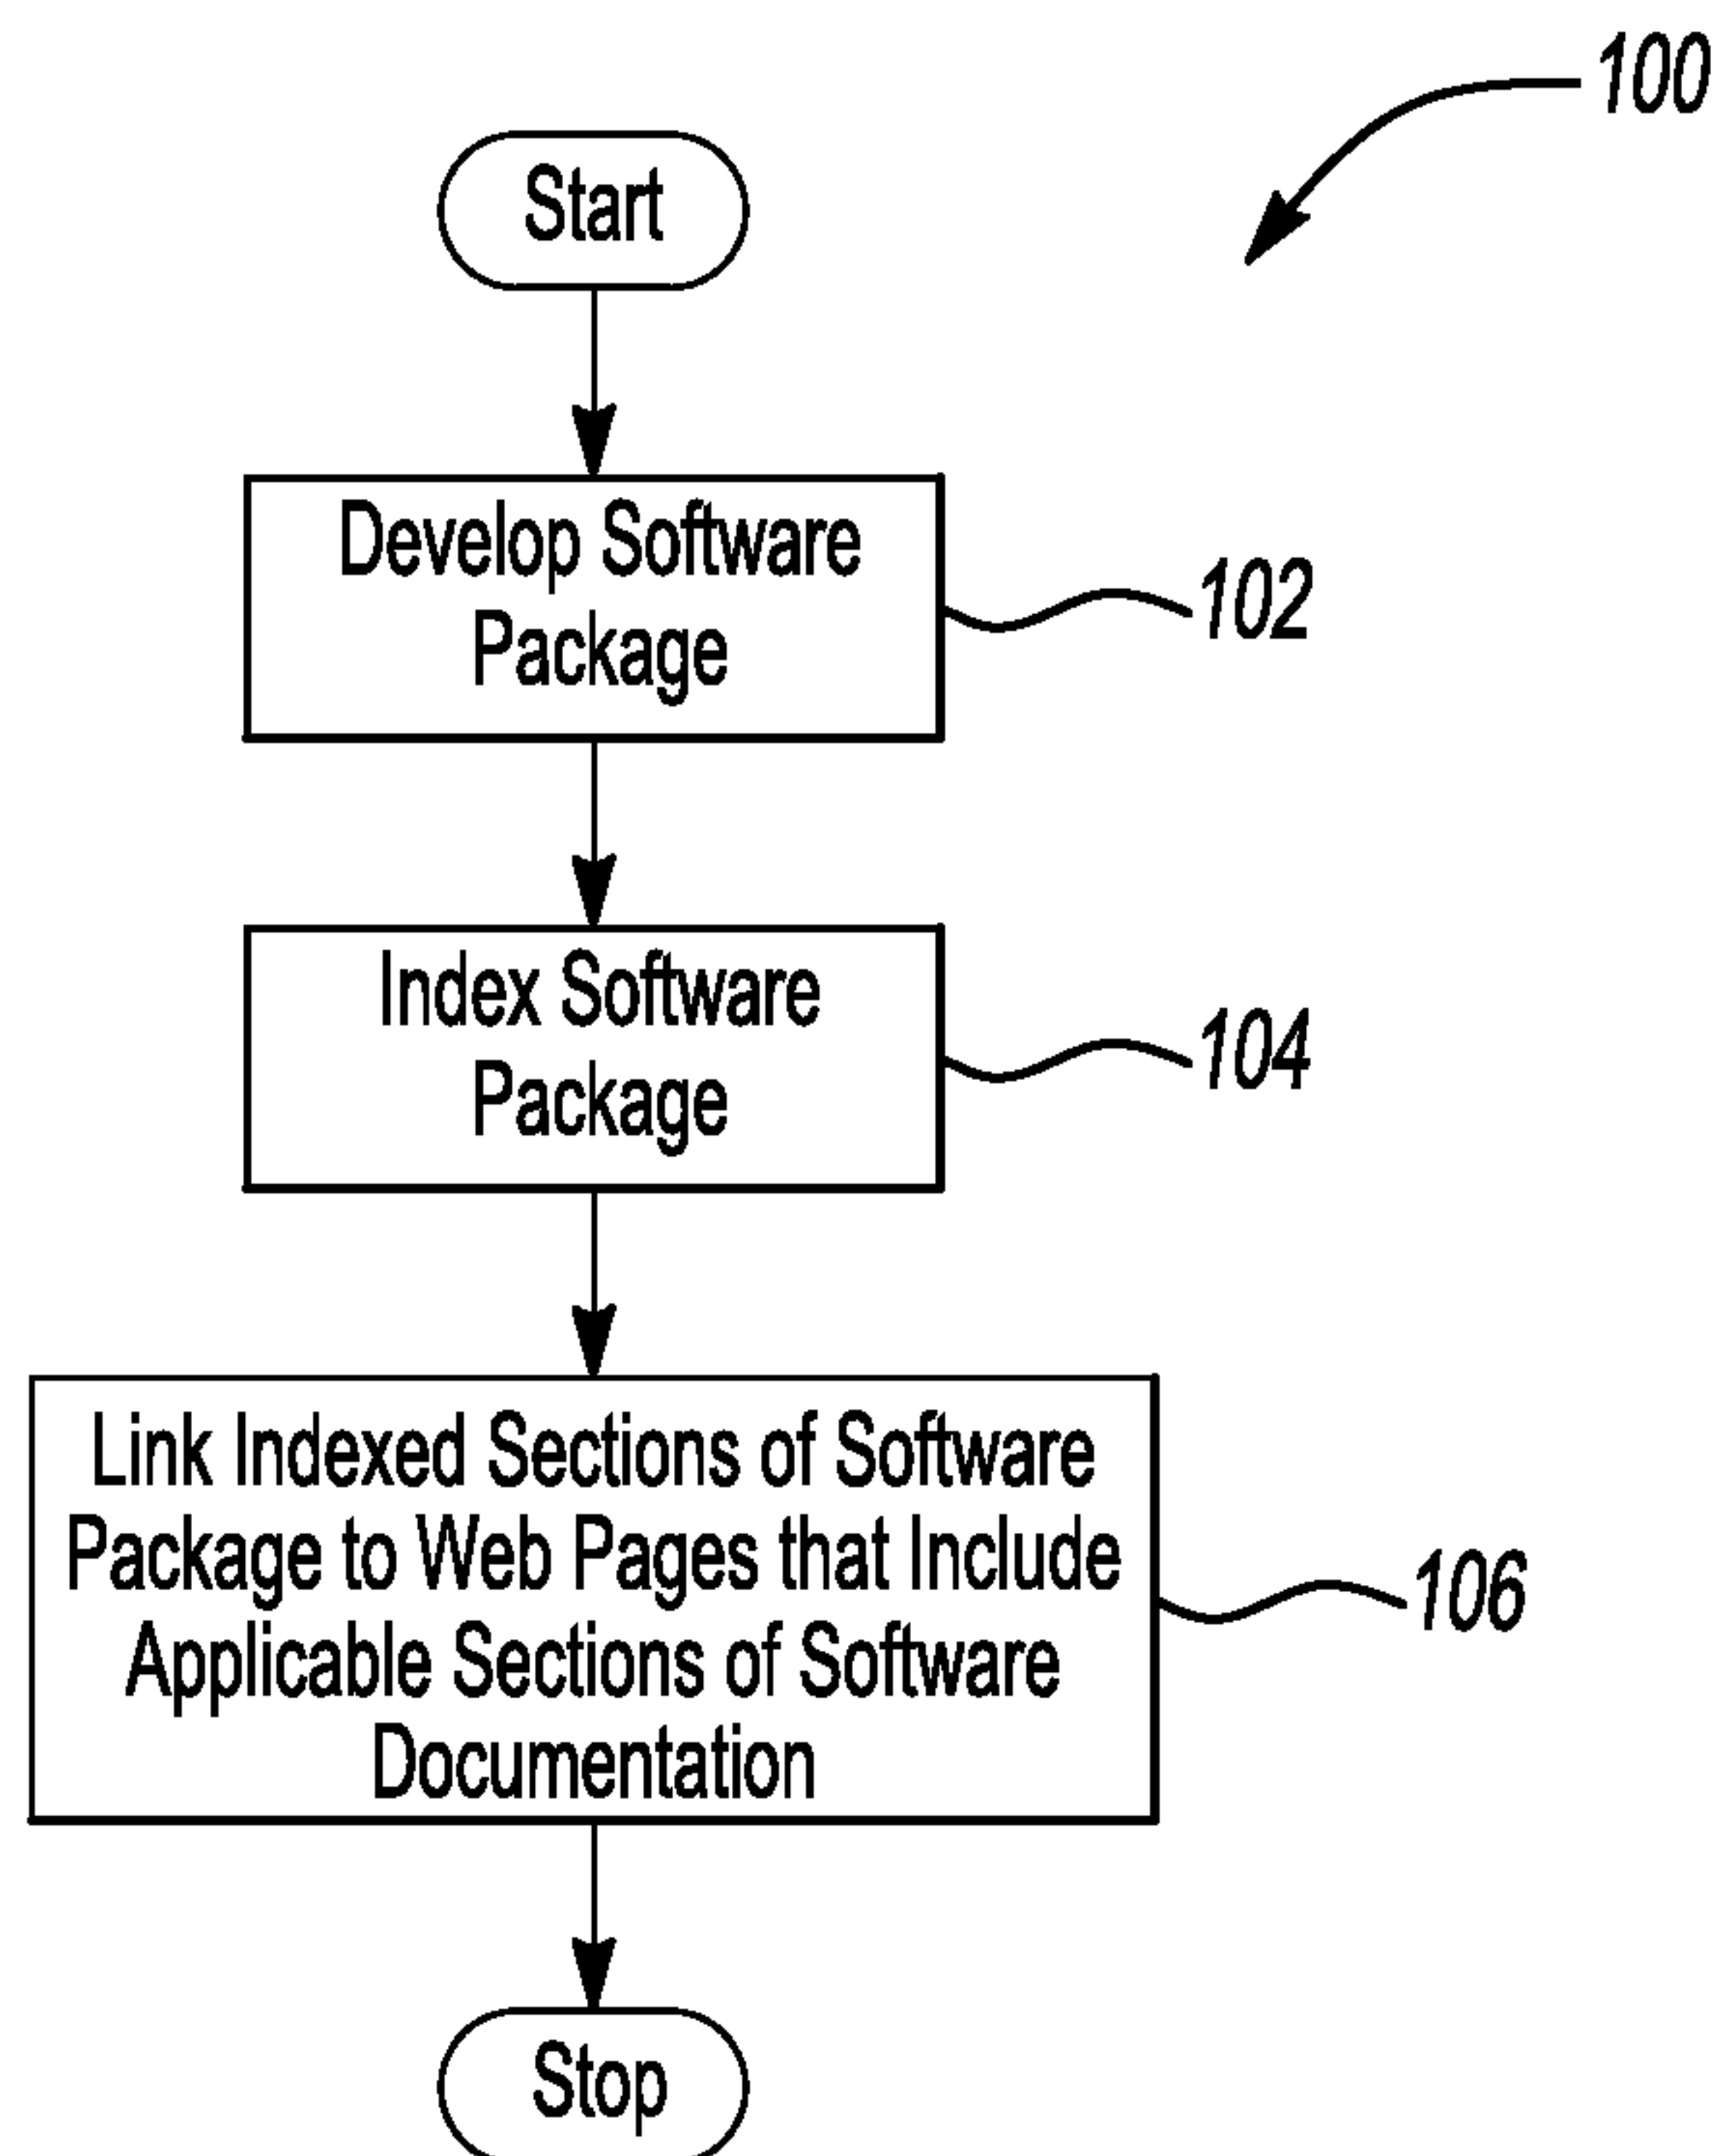 100
Start
Develop Software
Package
102
Index Software
Package
104
Link Indexed Sections of Software
Package to Web Pages that Include
Applicable Sections of Software
Documentation
106
Stop